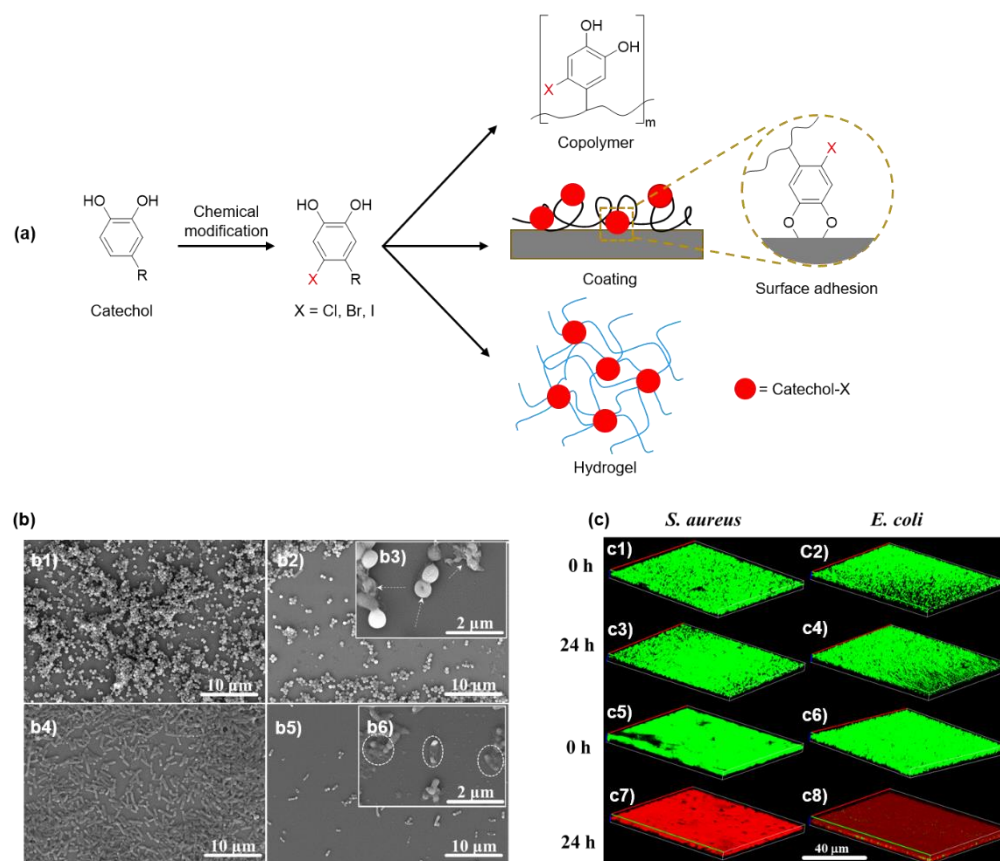 OH
OH
X
m
Copolymer
HO
OH
R
Catechol
Chemical
modification
HO
OH
X
R
X = Cl, Br, I
(a)
Coating
X
O
O
Surface adhesion
Hydrogel
= Catechol-X
(b)
b1)
10 µm
b2)
10 µm
b3)
2 µm
b4)
10 µm
b5)
10 µm
b6)
2 µm
(c)
S. aureus
E. coli
0 h
c1)
C2)
24 h
c3)
c4)
0 h
c5)
c6)
24 h
c7)
c8)
40 µm